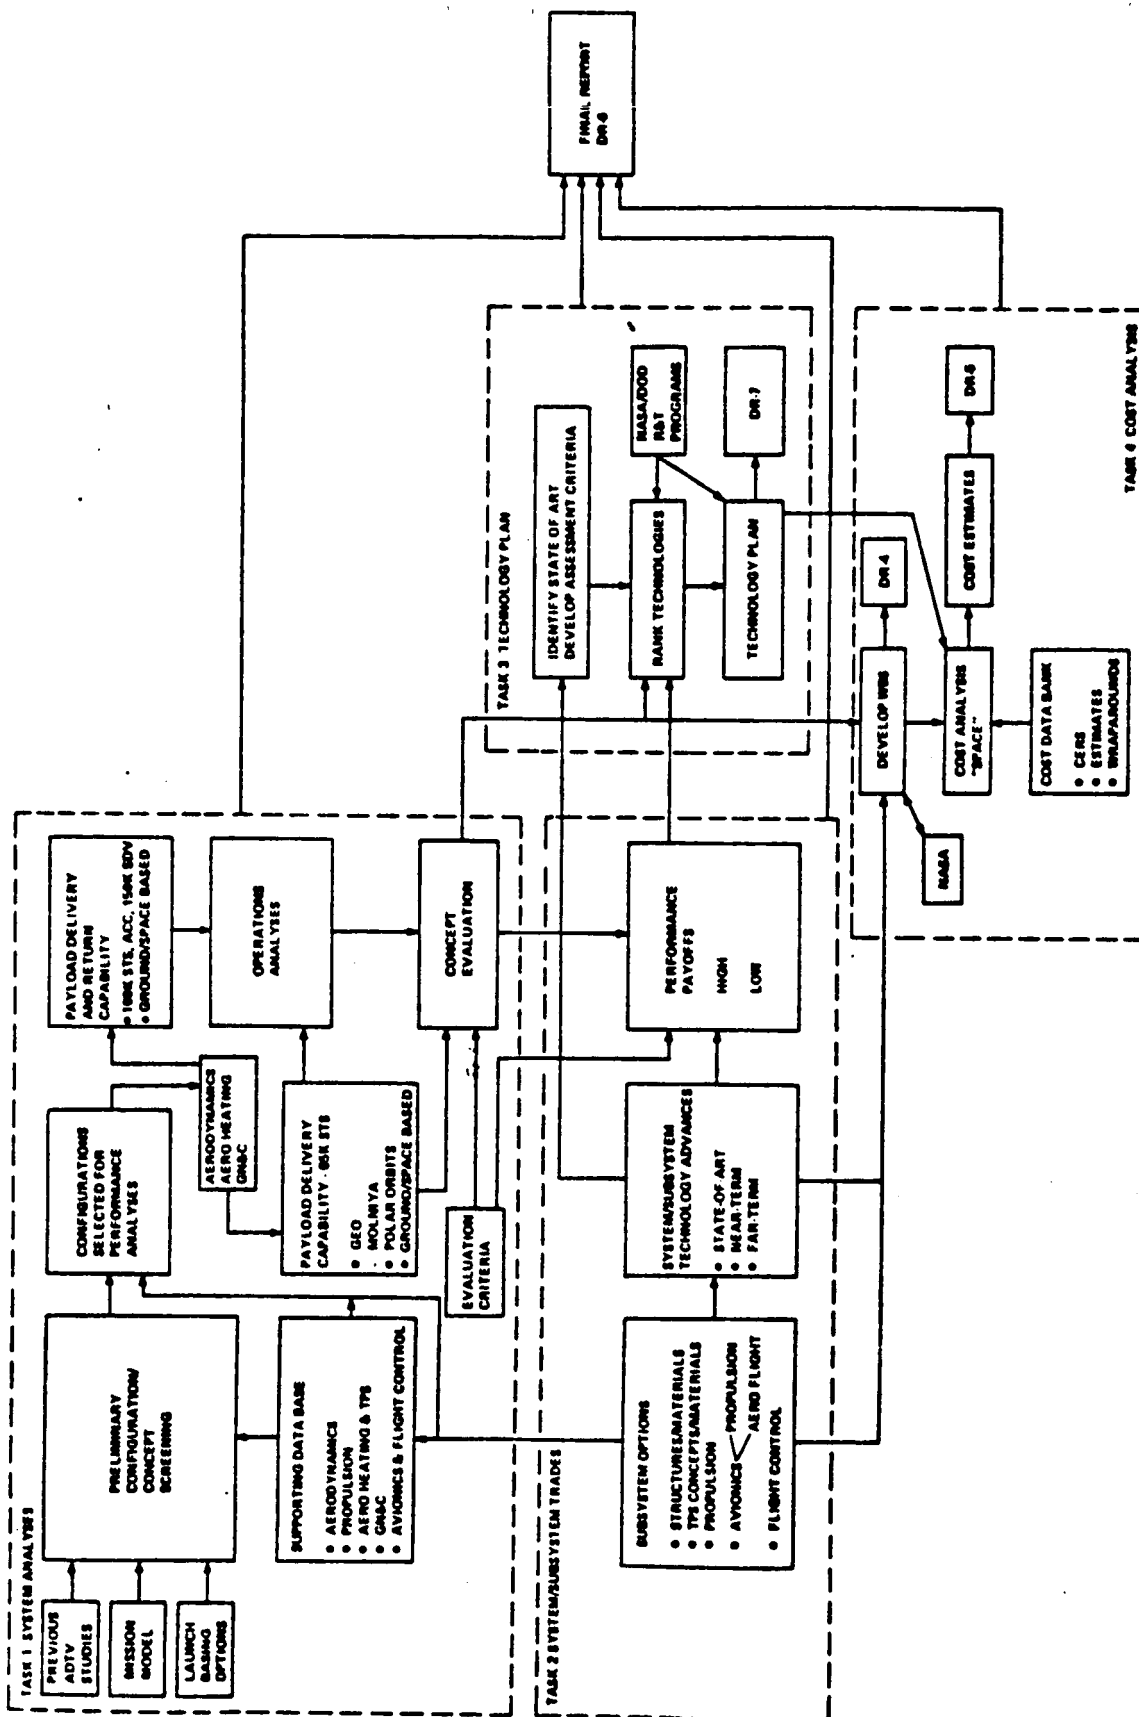 TASK 1 SYSTEM ANALYSES
PREVIOUS
AOTV
STUDIES
MISSION
MODEL
LAUNCH
BASING
OPTIONS
PRELIMINARY
CONFIGURATION/
CONCEPT
SCREENING
SUPPORTING DATA BASE
• AERODYNAMICS
• PROPULSION
• AERO HEATING & TPS
• GN&C
• AVIONICS & FLIGHT CONTROL
CONFIGURATIONS
SELECTED FOR
PERFORMANCE
ANALYSES
AERODYNAMICS
AERO HEATING
GN&C
PAYLOAD DELIVERY
CAPABILITY - 65K STS
• GEO
MOLNIYA
• POLAR ORBITS
• GROUND/SPACE BASED
EVALUATION
CRITERIA
PAYLOAD DELIVERY
AND RETURN
CAPABILITY
• 100K STS, ACC, 150K SDV
• GROUND/SPACE BASED
OPERATIONS
ANALYSES
CONCEPT
EVALUATION
TASK 2 SYSTEM/SUBSYSTEM TRADES
SUBSYSTEM OPTIONS
• STRUCTURES/MATERIALS
• TPS CONCEPTS/MATERIALS
• PROPULSION
• AVIONICS
PROPULSION
AERO FLIGHT
• FLIGHT CONTROL
SYSTEM/SUBSYSTEM
TECHNOLOGY ADVANCES
• STATE-OF ART
• NEAR-TERM
• FAR-TERM
PERFORMANCE
PAYOFFS
HIGH
LOW
TASK 3 TECHNOLOGY PLAN
IDENTIFY STATE OF ART
DEVELOP ASSESSMENT CRITERIA
RANK TECHNOLOGIES
NASA/DOD
R&T
PROGRAMS
TECHNOLOGY PLAN
DR-7
NASA
DEVELOP WBS
DR-4
COST ANALYSIS
"SPACE"
COST ESTIMATES
DR-5
COST DATA BANK
• CERS
• ESTIMATES
• WRAPAROUNDS
TASK 4 COST ANALYSIS
FINAL REPORT
DR-6